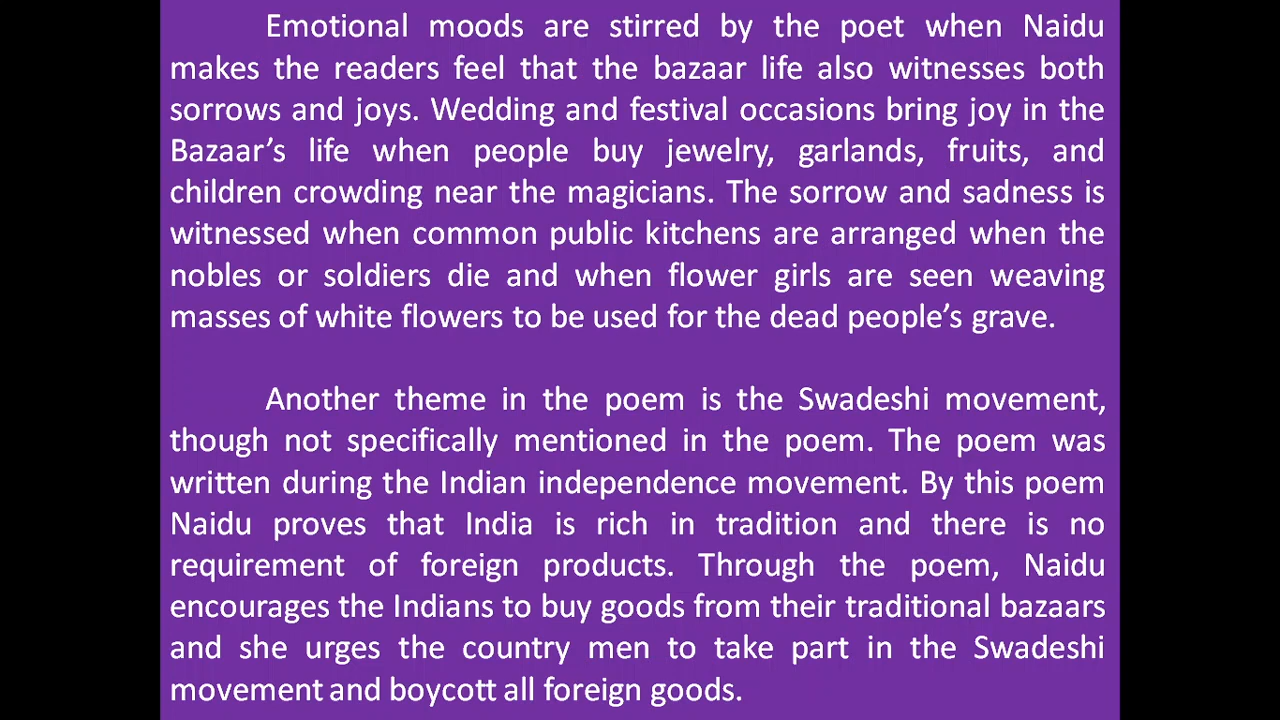 Emotional moods are stirred by the poet when Naidu
makes the readers feel that the bazaar life also witnesses both
sorrows and joys. Wedding and festival occasions bring joy in the
Bazaar’s life when people buy jewelry, garlands, fruits, and
children crowding near the magicians. The sorrow and sadness is
witnessed when common public kitchens are arranged when the
nobles or soldiers die and when flower girls are seen weaving
masses of white flowers to be used for the dead people’s grave.
Another theme in the poem is the Swadeshi movement,
though not specifically mentioned in the poem. The poem was
written during the Indian independence movement. By this poem
Naidu proves that India is rich in tradition and there is no
requirement of foreign products. Through the poem, Naidu
encourages the Indians to buy goods from their traditional bazaars
and she urges the country men to take part in the Swadeshi
movement and boycott all foreign goods.